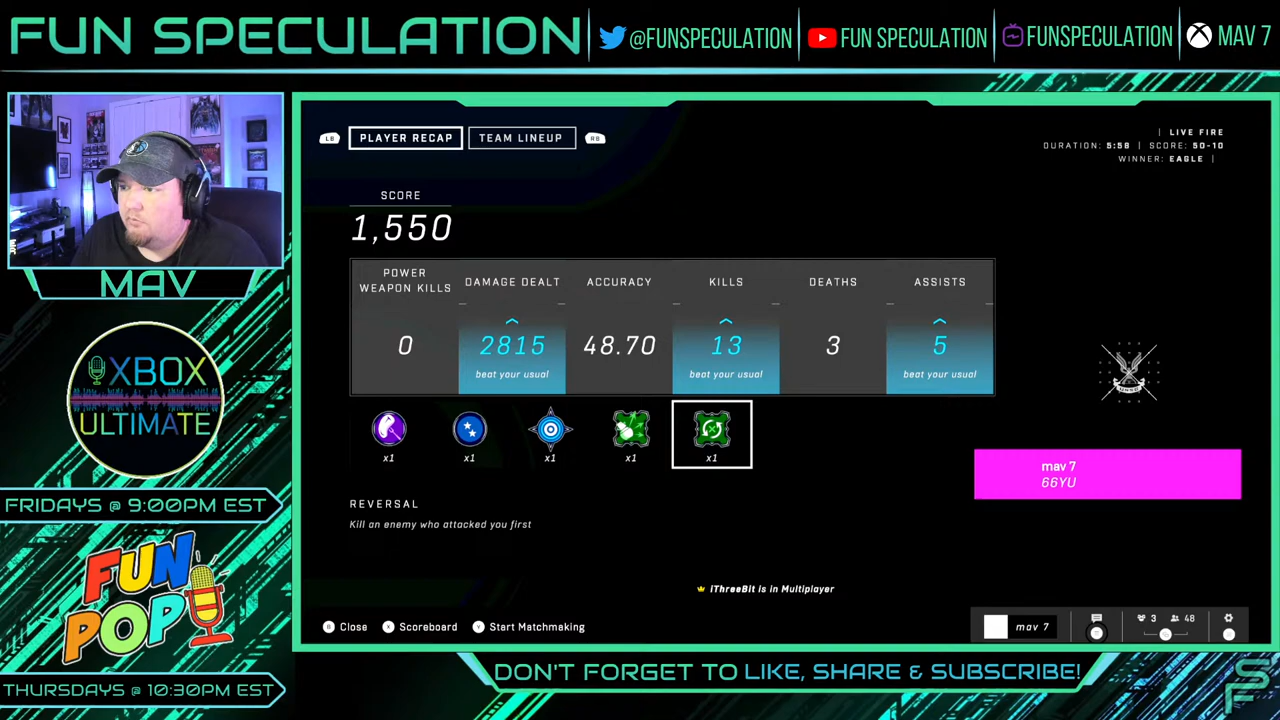 FUN SPECULATION
@FUNSPECULATION
FUN SPECULATION
FUNSPECULATION
MAV 7
MAV
XBOX
ULTIMATE
FRIDAYS @ 9:00PM EST
FUN
POP
THURSDAYS @ 10:30PM EST
LB
PLAYER RECAP
TEAM LINEUP
RB
LIVE FIRE
DURATION: 5:58 | SCORE: 50-10
WINNER: EAGLE
SCORE
1,550
POWER
WEAPON KILLS
DAMAGE DEALT
ACCURACY
KILLS
DEATHS
ASSISTS
0
2815
48.70
13
3
5
beat your usual
beat your usual
beat your usual
x1
x1
x1
x1
x1
REVERSAL
Kill an enemy who attacked you first
UNSC
mav 7
66YU
iThreeBit is in Multiplayer
B Close
X Scoreboard
Y Start Matchmaking
mav 7
3
48
DON'T FORGET TO LIKE, SHARE & SUBSCRIBE!
SF